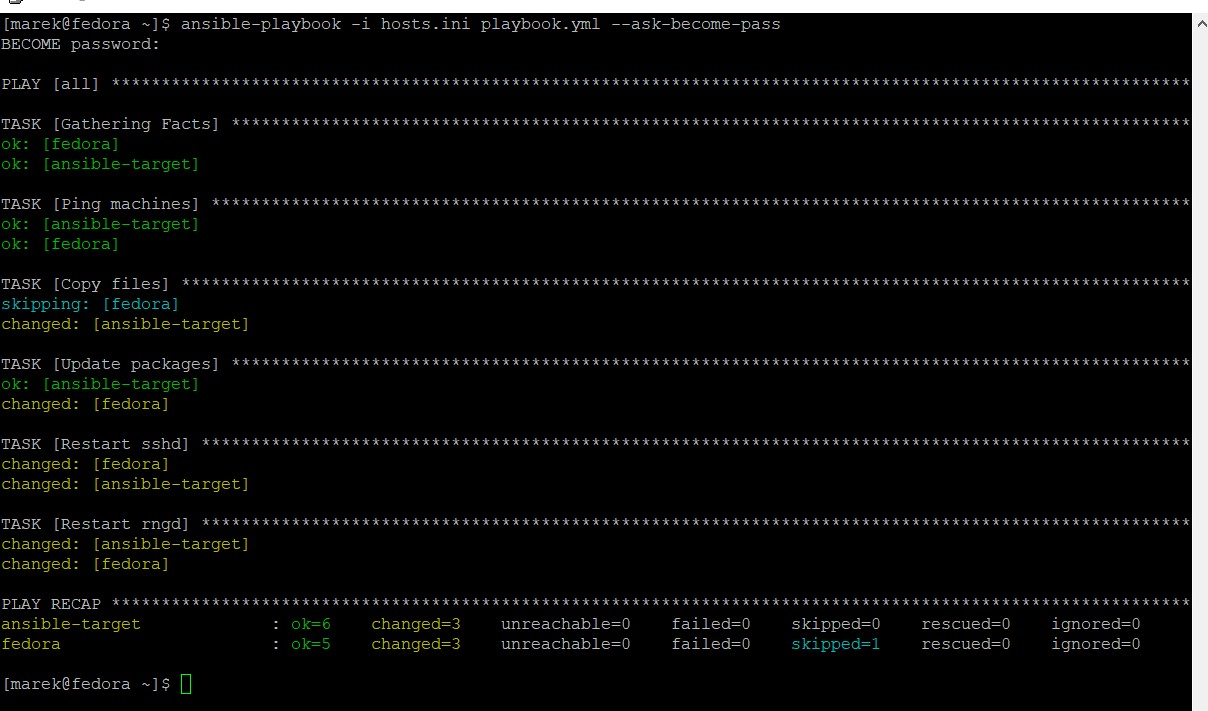 [marek@fedora ~]$ ansible-playbook -i hosts.ini playbook.yml --ask-become-pass
BECOME password:
PLAY [all] ************************************************************************************************************
TASK [Gathering Facts] ************************************************************************************************
ok: [fedora]
ok: [ansible-target]
TASK [Ping machines] **************************************************************************************************
ok: [ansible-target]
ok: [fedora]
TASK [Copy files] *****************************************************************************************************
skipping: [fedora]
changed: [ansible-target]
TASK [Update packages] ************************************************************************************************
ok: [ansible-target]
changed: [fedora]
TASK [Restart sshd] ***************************************************************************************************
changed: [fedora]
changed: [ansible-target]
TASK [Restart rngd] ***************************************************************************************************
changed: [ansible-target]
changed: [fedora]
PLAY RECAP ************************************************************************************************************
ansible-target             : ok=6    changed=3    unreachable=0    failed=0    skipped=0    rescued=0    ignored=0
fedora                     : ok=5    changed=3    unreachable=0    failed=0    skipped=1    rescued=0    ignored=0
[marek@fedora ~]$